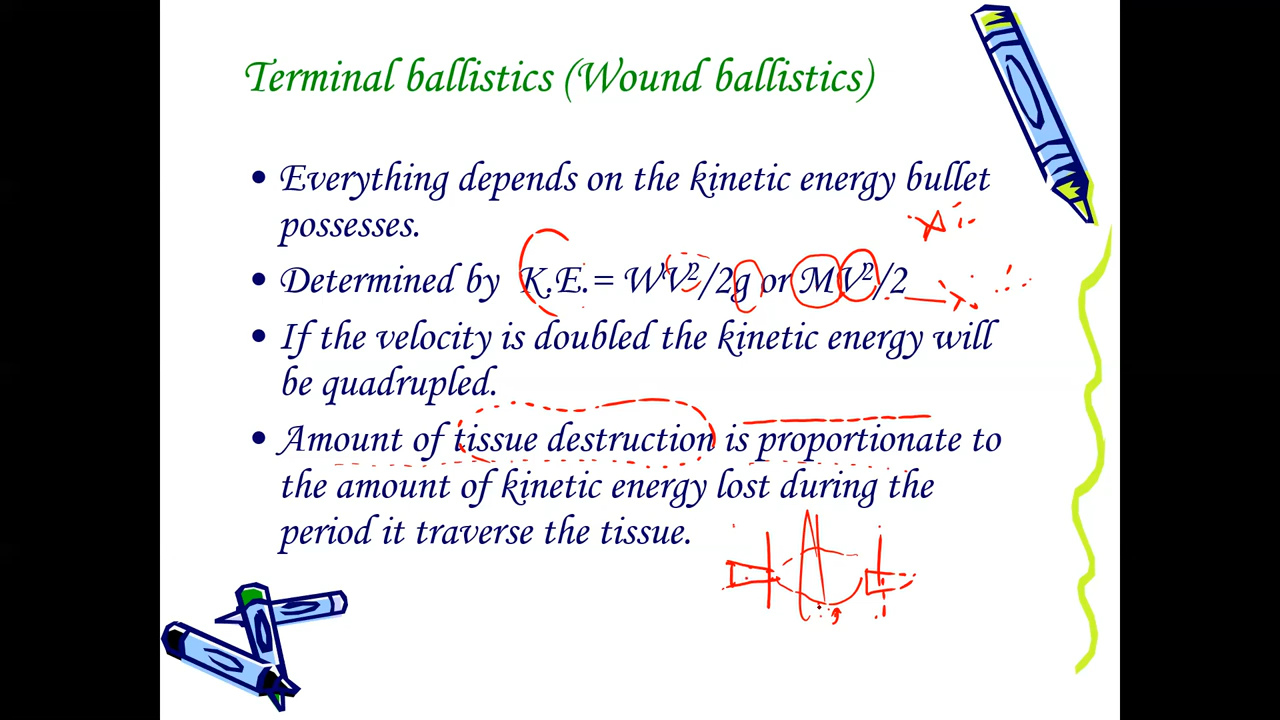 Terminal ballistics (Wound ballistics)
• Everything depends on the kinetic energy bullet
possesses.
• Determined by K.E.= WV²/2g or MV²/2
• If the velocity is doubled the kinetic energy will
be quadrupled.
• Amount of tissue destruction is proportionate to
the amount of kinetic energy lost during the
period it traverse the tissue.